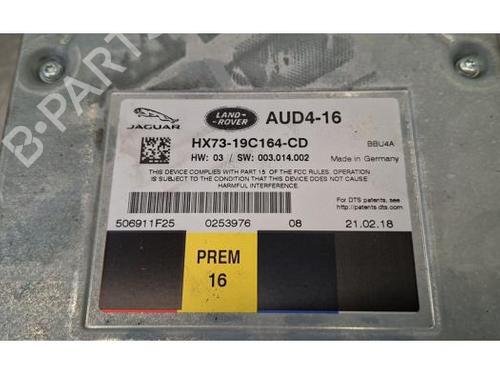 B-PARTS
JAGUAR
LAND-
ROVER
AUD4-16
HX73-19C164-CD
BBU4A
HW: 03 / SW: 003.014.002
Made in Germany
THIS DEVICE COMPLIES WITH PART 15 OF THE FCC RULES. OPERATION
IS SUBJECT TO THE CONDITION THAT THIS DEVICE DOES NOT CAUSE
HARMFUL INTERFERENCE.
For DTS patents, see
http://patents.dts.com.
506911F25
0253976
08
21.02.18
PREM
16